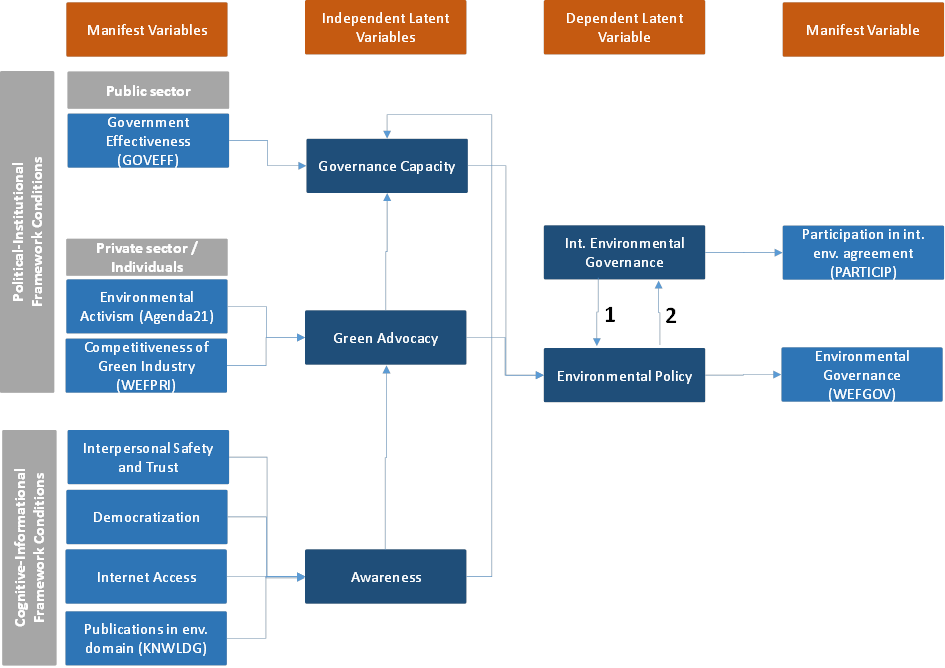 Manifest Variables
Independent Latent
Variables
Dependent Latent
Variable
Manifest Variable
Political-Institutional
Framework Conditions
Public sector
Government
Effectiveness
(GOVEFF)
Governance Capacity
Private sector /
Individuals
Environmental
Activism (Agenda21)
Competitiveness of
Green Industry
(WEFPRI)
Green Advocacy
Int. Environmental
Governance
Participation in int.
env. agreement
(PARTICIP)
1
2
Environmental Policy
Environmental
Governance
(WEFGOV)
Cognitive-Informational
Framework Conditions
Interpersonal Safety
and Trust
Democratization
Internet Access
Publications in env.
domain (KNWLDG)
Awareness